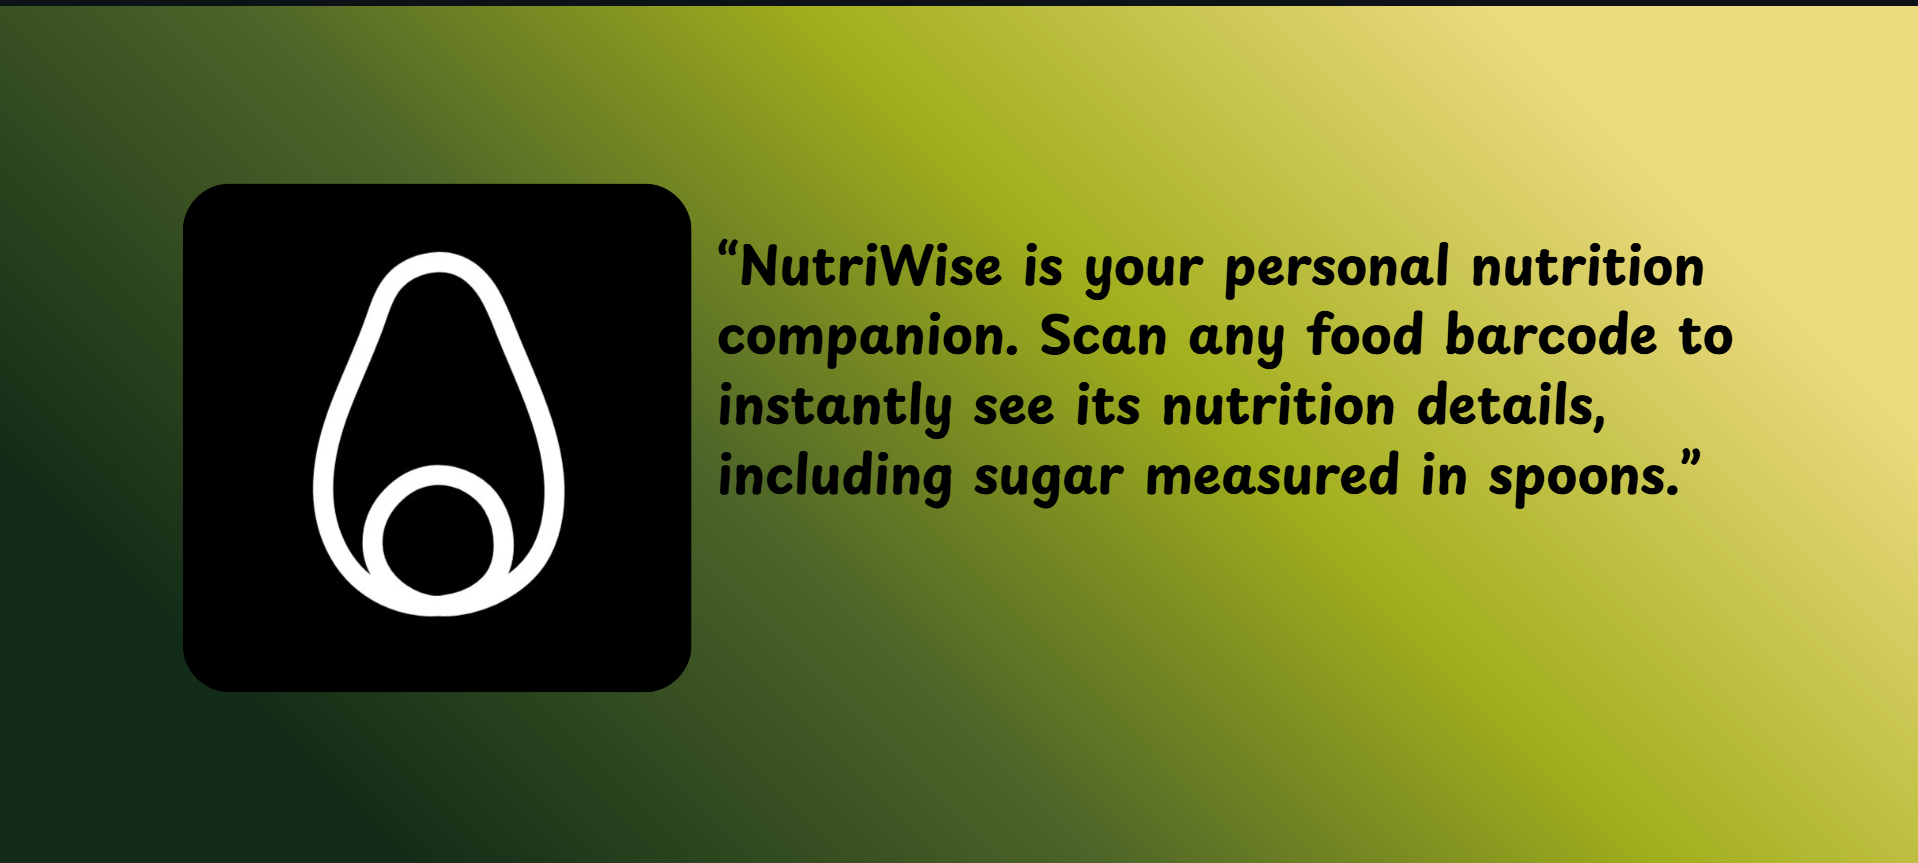 “NutriWise is your personal nutrition
companion. Scan any food barcode to
instantly see its nutrition details,
including sugar measured in spoons.”